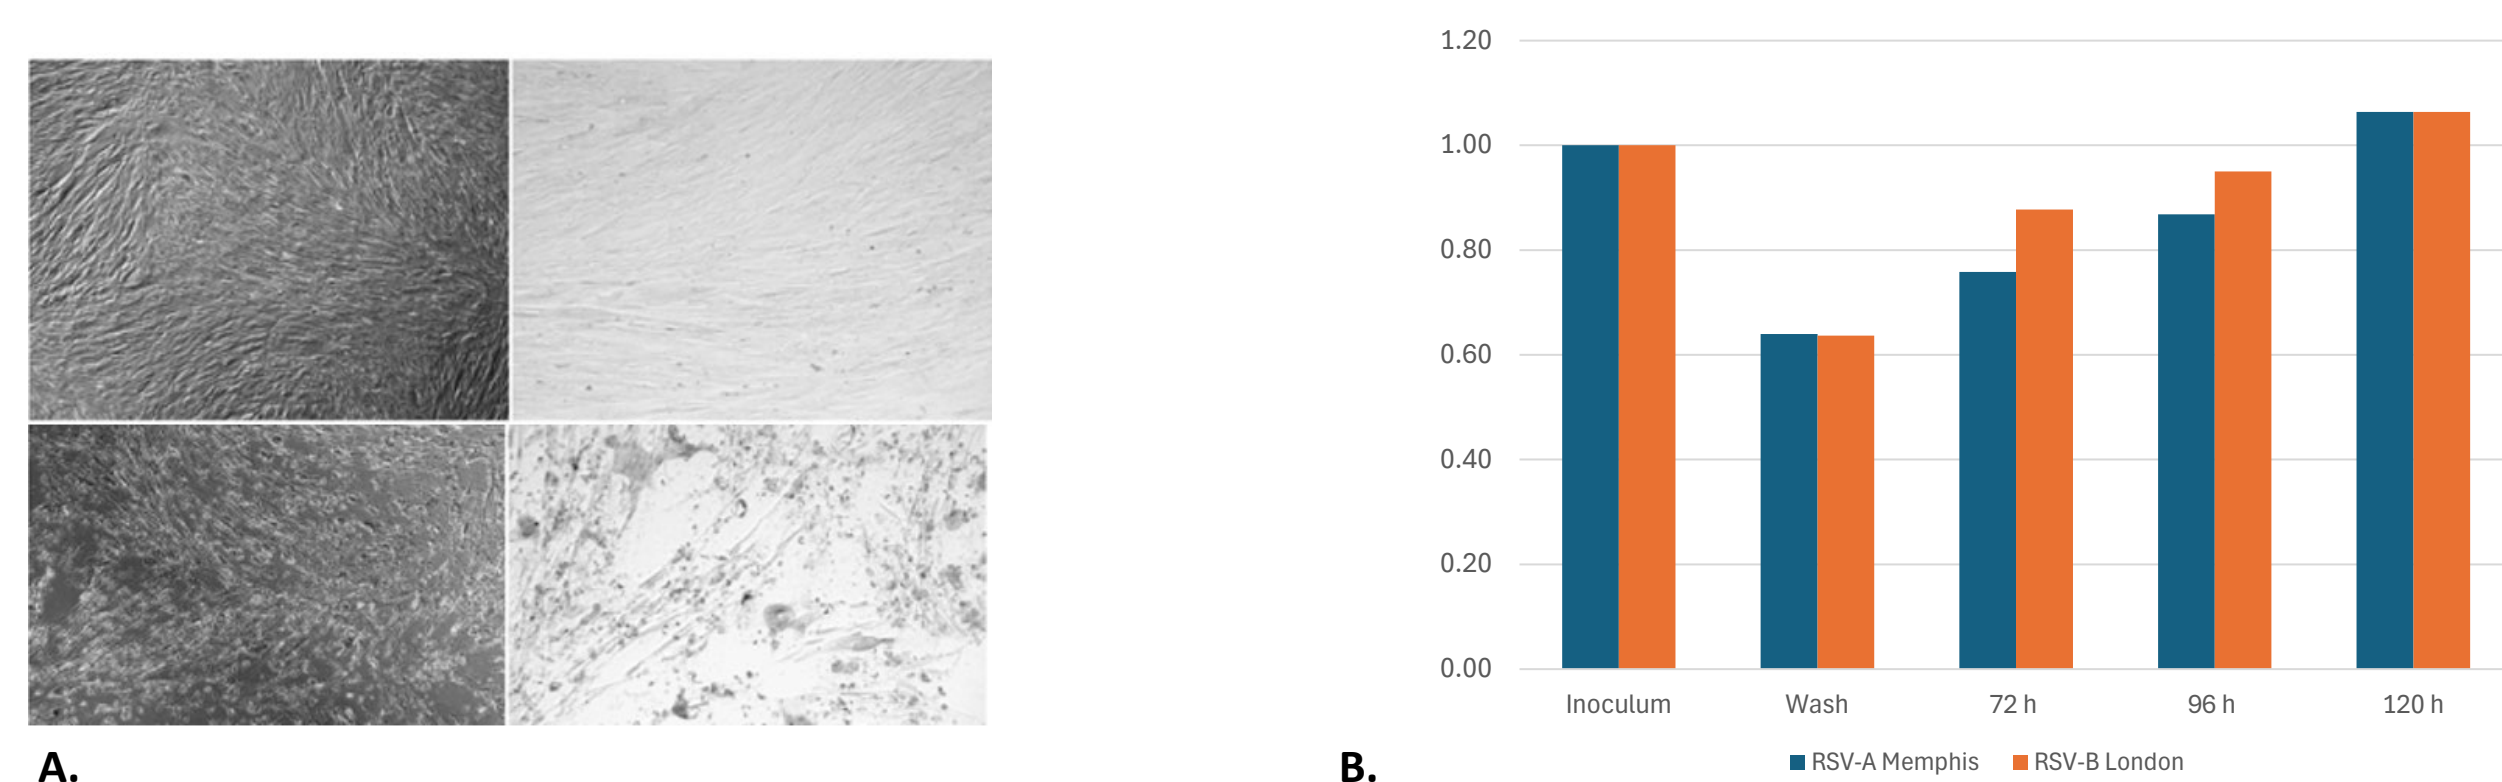 1.20
1.00
0.80
0.60
0.40
0.20
0.00
Inoculum Wash 72 h 96 h 120 h
RSV-A Memphis RSV-B London
A. B.